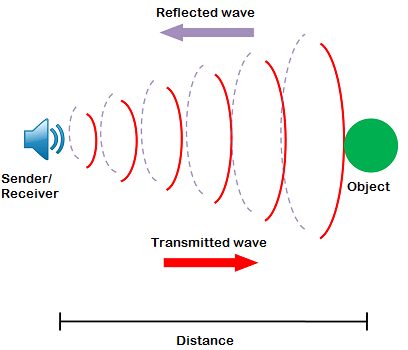 Reflected wave
Sender/
Receiver
Object
Transmitted wave
Distance